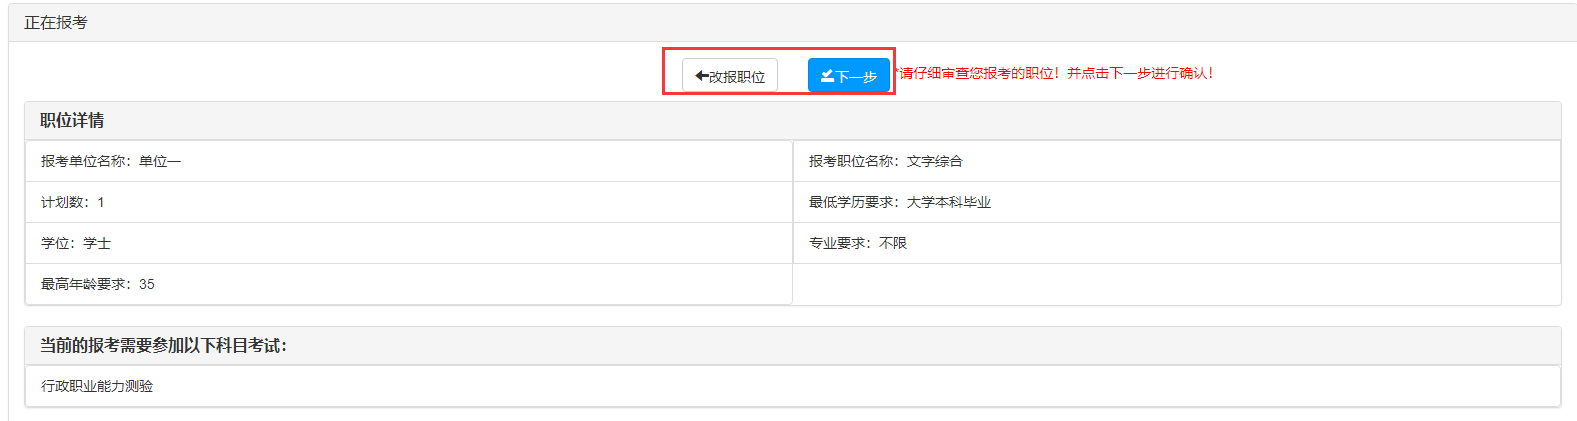 正在报考
改报职位 下一步 *请仔细审查您报考的职位！并点击下一步进行确认！
职位详情
报考单位名称：单位一 报考职位名称：文字综合
计划数：1 最低学历要求：大学本科毕业
学位：学士 专业要求：不限
最高年龄要求：35
当前的报考需要参加以下科目考试：
行政职业能力测验